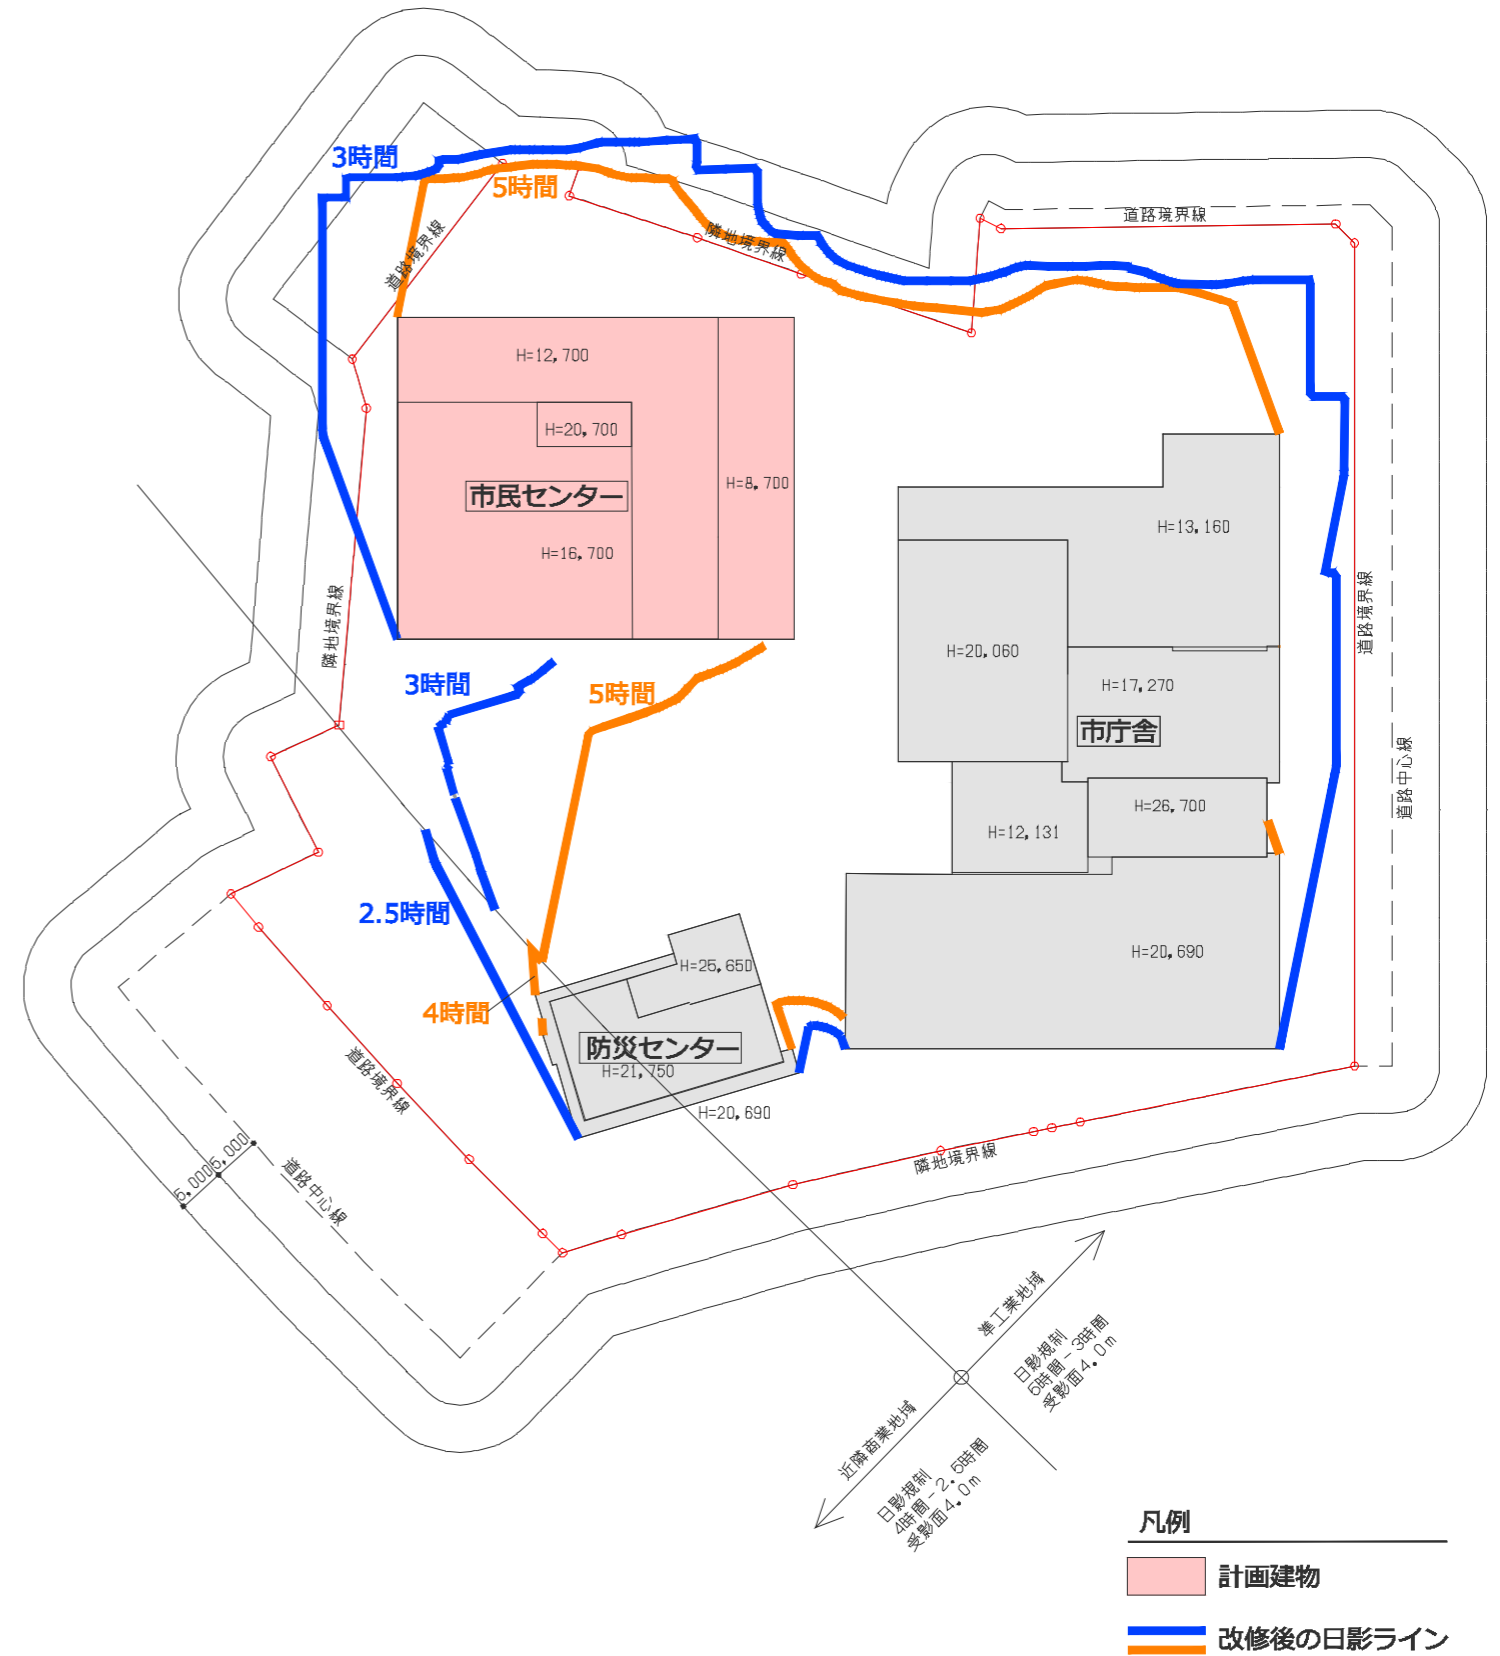 3時間
5時間
道路境界線
隣地境界線
道路境界線
H=12,700
H=20,700
H=8,700
市民センター
H=16,700
H=13,160
H=20,060
H=17,270
市庁舎
H=26,700
H=12,131
H=20,690
道路境界線
道路中心線
隣地境界線
3時間
5時間
2.5時間
4時間
H=25,650
防災センター
H=21,750
H=20,690
道路境界線
道路中心線
5,000
5,000
隣地境界線
準工業地域
日影規制
5時間-3時間
受影面4.0m
近隣商業地域
日影規制
4時間-2.5時間
受影面4.0m
凡例
計画建物
改修後の日影ライン